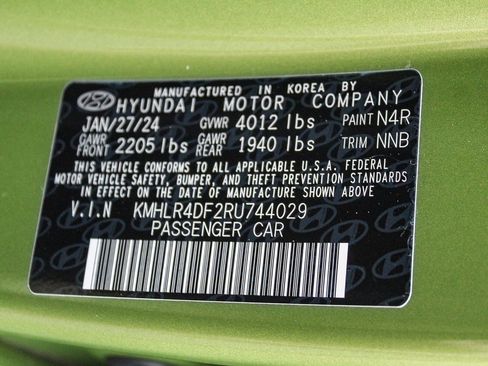 MANUFACTURED IN KOREA BY
HYUNDAI MOTOR COMPANY
JAN/27/24 GVWR 4012 lbs PAINT N4R
GAWR FRONT 2205 lbs GAWR REAR 1940 lbs TRIM NNB
THIS VEHICLE CONFORMS TO ALL APPLICABLE U.S.A. FEDERAL
MOTOR VEHICLE SAFETY, BUMPER, AND THEFT PREVENTION STANDARDS
IN EFFECT ON THE DATE OF MANUFACTURE SHOWN ABOVE
V.I.N KMHLR4DF2RU744029
PASSENGER CAR